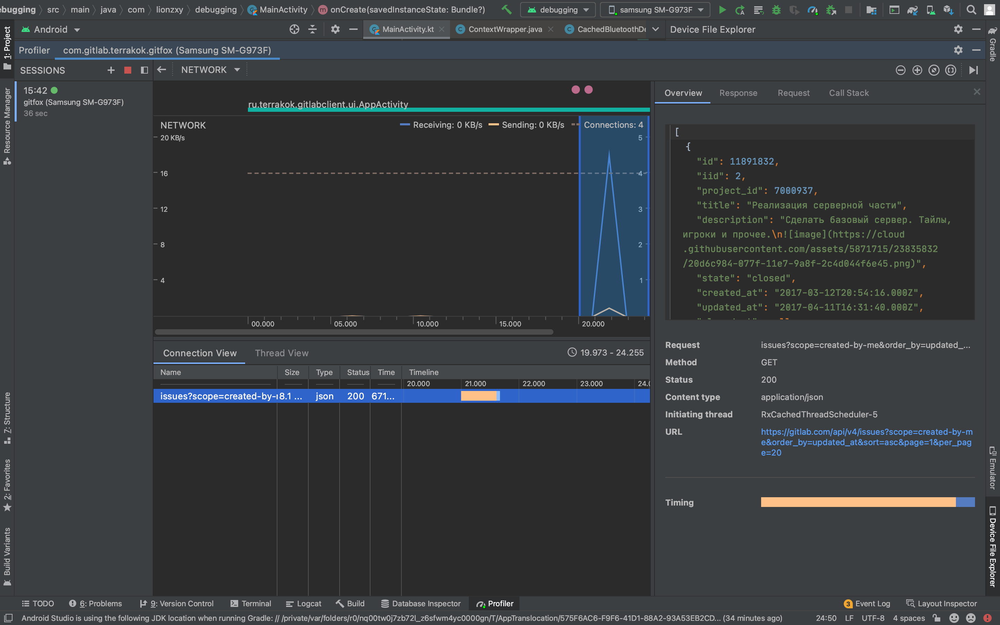 ebugging src main java com lionzxy debugging MainActivity onCreate(savedInstanceState: Bundle?) debugging samsung SM-G973F
Android MainActivity.kt ContextWrapper.java CachedBluetoothDe Device File Explorer
Profiler com.gitlab.terrakok.gitfox (Samsung SM-G973F)
SESSIONS NETWORK
15:42
gitfox (Samsung SM-G973F)
36 sec
ru.terrakok.gitlabclient.ui.AppActivity
NETWORK Receiving: 0 KB/s Sending: 0 KB/s Connections: 4
20 KB/s 5
16 4
12 3
8 2
4 1
00.000 05.000 10.000 15.000 20.000
Connection View Thread View 19.973 - 24.255
Name Size Type Status Time Timeline
20.000 21.000 22.000 23.000 24.0
issues?scope=created-by-r 8.1 ... json 200 671...
Overview Response Request Call Stack
[
{
"id": 11891832,
"iid": 2,
"project_id": 7000937,
"title": "Реализация серверной части",
"description": "Сделать базовый сервер. Тайлы,
игроки и прочее.\n![image](https://cloud
.githubusercontent.com/assets/5871715/23835832
/20d6c984-077f-11e7-9a8f-2c4d044f6e45.png)",
"state": "closed",
"created_at": "2017-03-12T20:54:16.000Z",
"updated_at": "2017-04-11T16:31:40.000Z",
Request issues?scope=created-by-me&order_by=updated_...
Method GET
Status 200
Content type application/json
Initiating thread RxCachedThreadScheduler-5
URL https://gitlab.com/api/v4/issues?scope=created-by-m
e&order_by=updated_at&sort=asc&page=1&per_pag
e=20
Timing
1: Project
Resource Manager
7: Structure
2: Favorites
Build Variants
Gradle
Emulator
Device File Explorer
TODO 6: Problems 9: Version Control Terminal Logcat Build Database Inspector Profiler 3 Event Log Layout Inspector
Android Studio is using the following JDK location when running Gradle: // /private/var/folders/r0/nq00tw0j7zb72l_z6sfwm4yc0000gn/T/AppTranslocation/575F6AC6-F9F6-41D1-88A2-93A53EB2CD... (34 minutes ago) 24:50 LF UTF-8 4 spaces